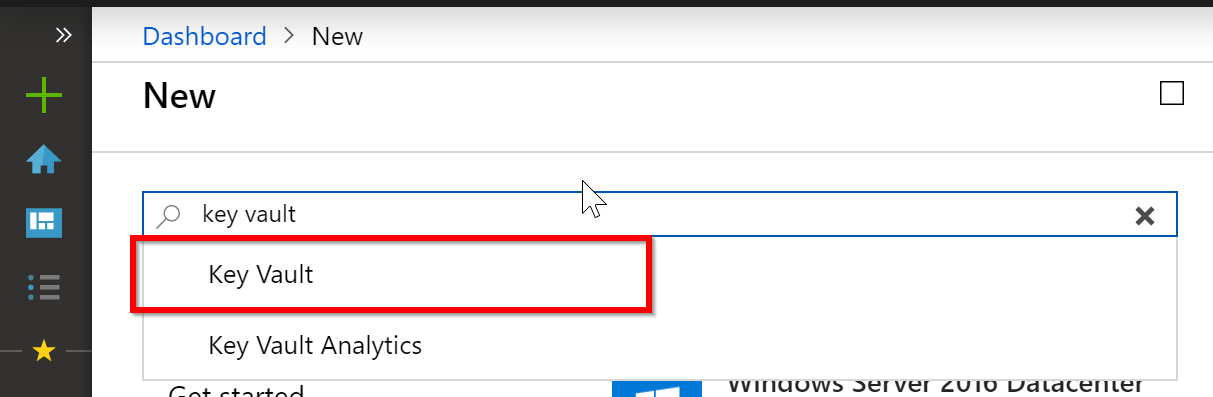 Dashboard > New
New
key vault
Key Vault
Key Vault Analytics
Get started
Windows Server 2016 Datacenter